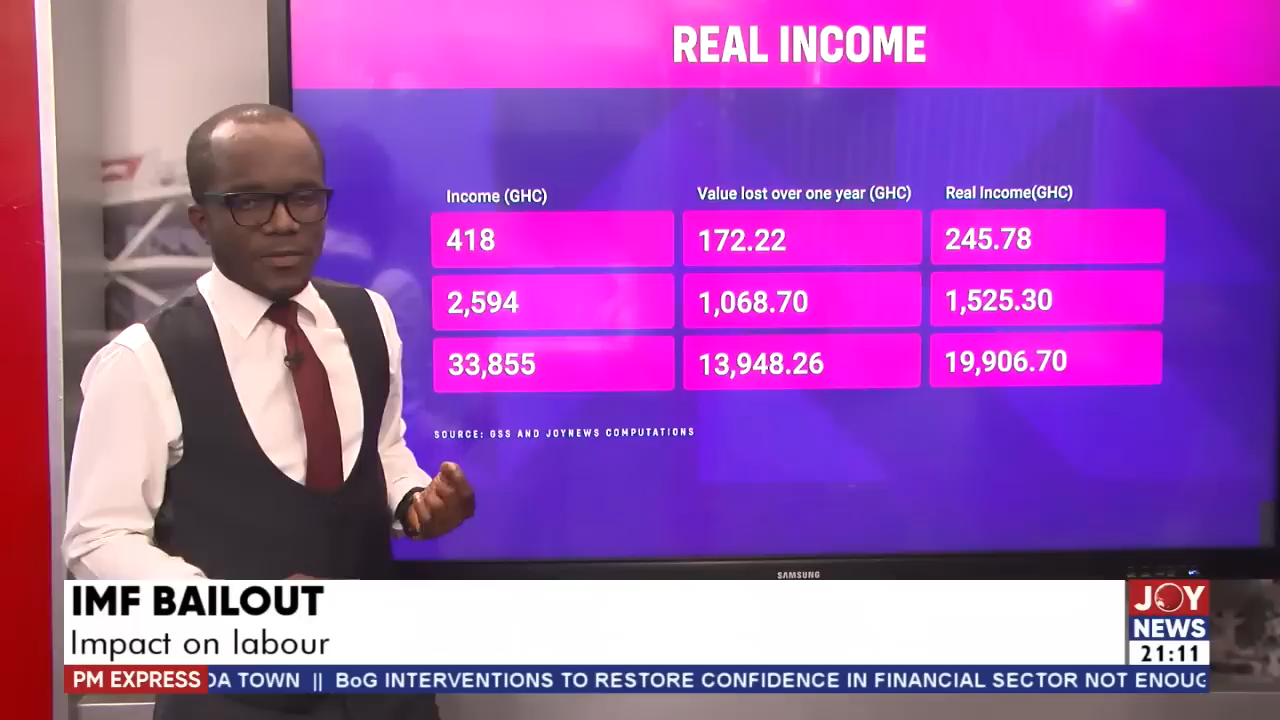 REAL INCOME
Income (GHC) Value lost over one year (GHC) Real Income(GHC)
418 172.22 245.78
2,594 1,068.70 1,525.30
33,855 13,948.26 19,906.70
SOURCE: GSS AND JOYNEWS COMPUTATIONS
SAMSUNG
IMF BAILOUT
Impact on labour
JOY
NEWS
21:11
PM EXPRESS DA TOWN || BoG INTERVENTIONS TO RESTORE CONFIDENCE IN FINANCIAL SECTOR NOT ENOUG